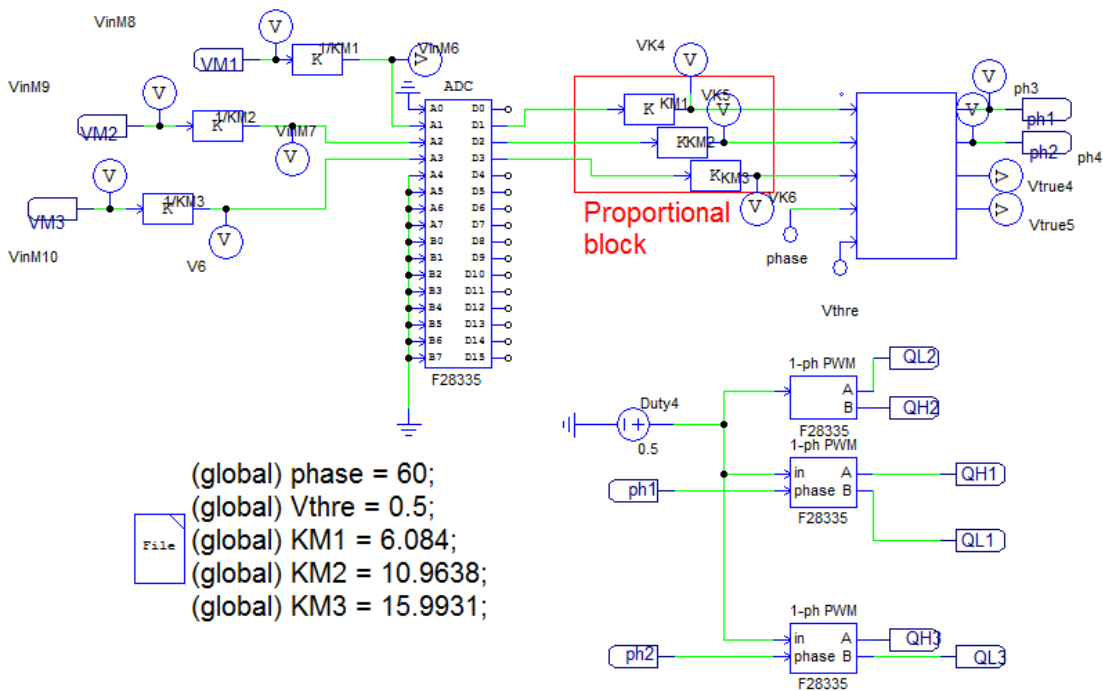 VinM8
V
1/KM1
K
VM1
VinM6
V
ADC
VK4
V
VinM9
V
1/KM2
K
VM2
VinM7
V
V
1/KM3
K
VM3
VinM10
V
V6
A0 D0
A1 D1
A2 D2
A3 D3
A4 D4
A5 D5
A6 D6
A7 D7
B0 D8
B1 D9
B2 D10
B3 D11
B4 D12
B5 D13
B6 D14
B7 D15
F28335
K KM1
VK5
V
K KM2
K KM3
V
VK6
Proportional
block
phase
Vthre
V
ph3
V
ph1
ph2
ph4
V
Vtrue4
V
Vtrue5
1-ph PWM
A
B
F28335
QL2
QH2
Duty4
0.5
1-ph PWM
in A
phase B
F28335
ph1
QH1
QL1
1-ph PWM
in A
phase B
F28335
ph2
QH3
QL3
File
(global) phase = 60;
(global) Vthre = 0.5;
(global) KM1 = 6.084;
(global) KM2 = 10.9638;
(global) KM3 = 15.9931;